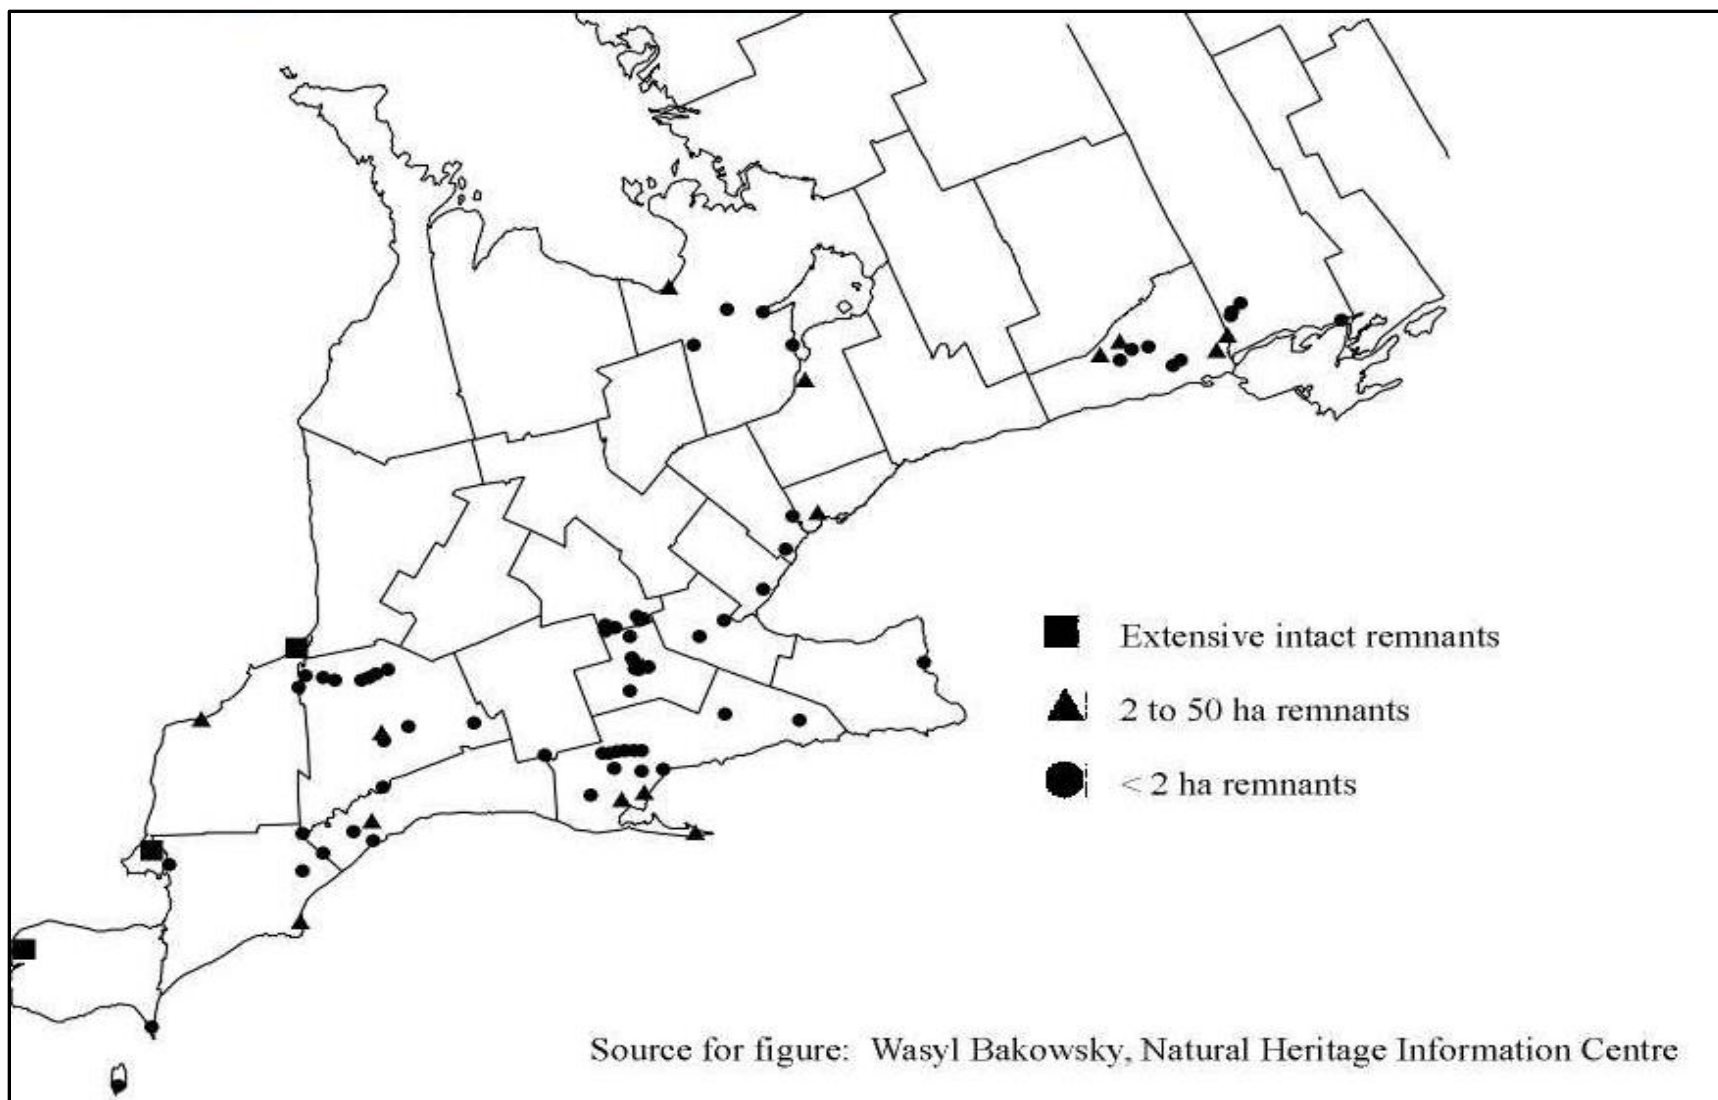 Extensive intact remnants
2 to 50 ha remnants
< 2 ha remnants
Source for figure: Wasyl Bakowsky, Natural Heritage Information Centre